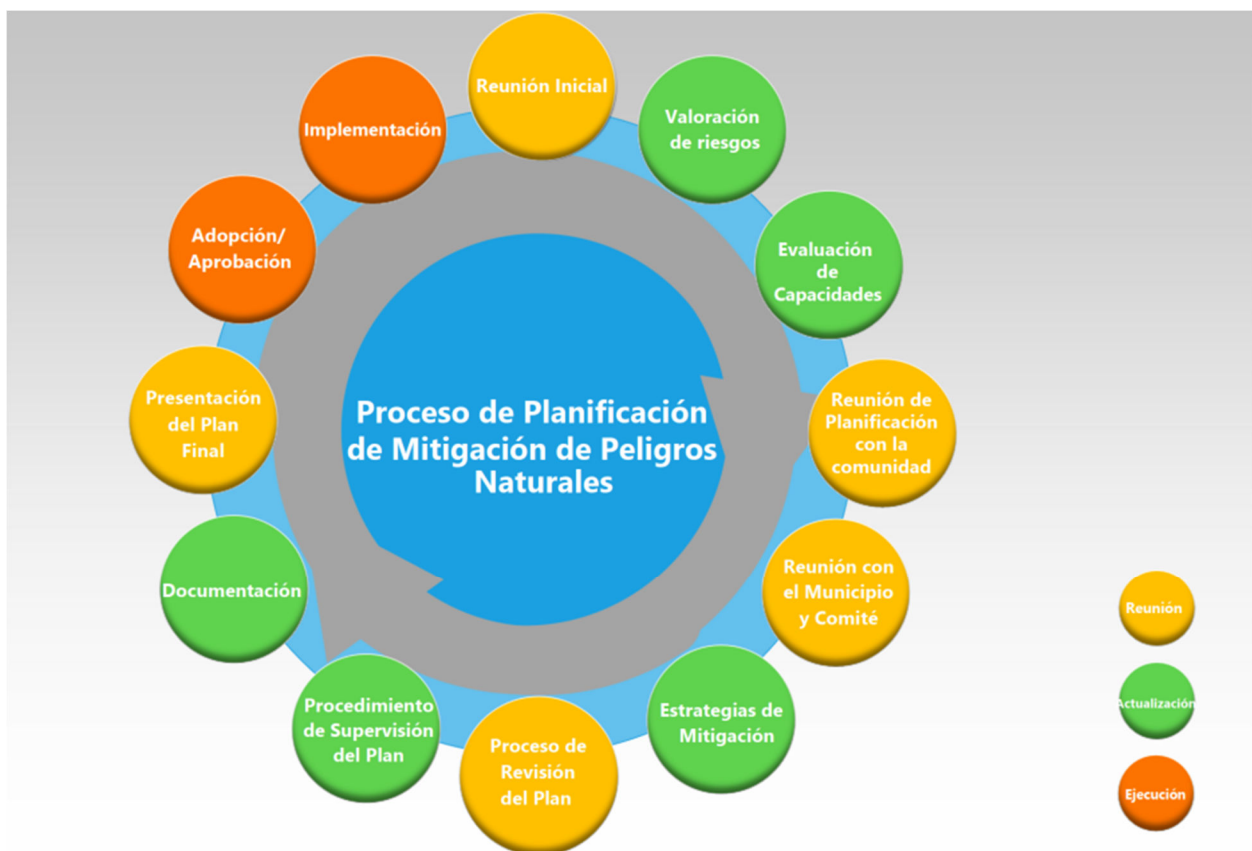 Reunión Inicial
Valoración
de riesgos
Evaluación
de
Capacidades
Reunión de
Planificación
con la
comunidad
Reunión con
el Municipio
y Comité
Estrategias de
Mitigación
Proceso de
Revisión
del Plan
Procedimiento
de Supervisión
del Plan
Documentación
Presentación
del Plan
Final
Adopción/
Aprobación
Implementación
Proceso de Planificación
de Mitigación de Peligros
Naturales
Reunión
Actualización
Ejecución